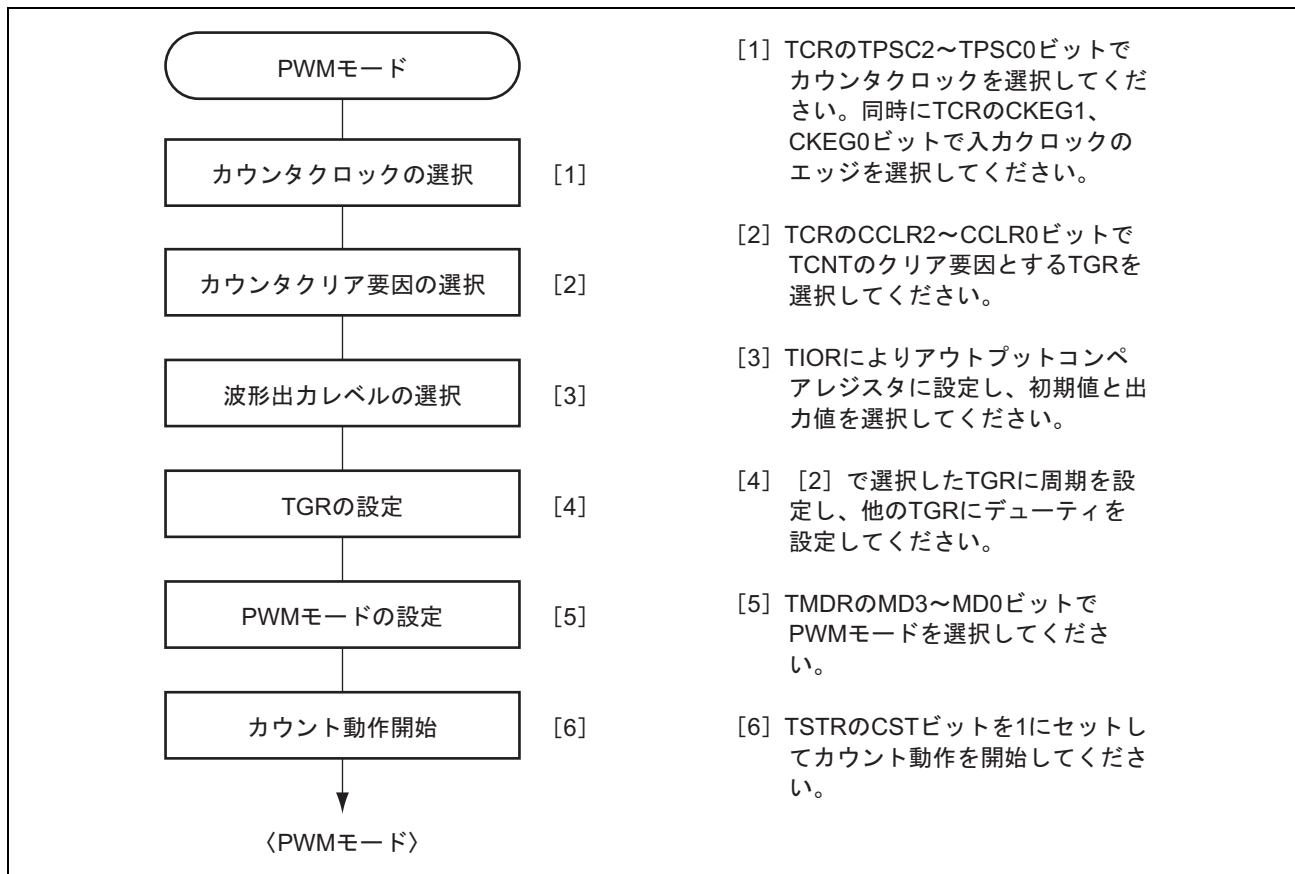 PWMモード
カウンタクロックの選択 [1]
カウンタクリア要因の選択 [2]
波形出力レベルの選択 [3]
TGRの設定 [4]
PWMモードの設定 [5]
カウント動作開始 [6]
〈PWMモード〉
[1] TCRのTPSC2～TPSC0ビットで
カウンタクロックを選択してくだ
さい。同時にTCRのCKEG1、
CKEG0ビットで入力クロックの
エッジを選択してください。
[2] TCRのCCLR2～CCLR0ビットで
TCNTのクリア要因とするTGRを
選択してください。
[3] TIORによりアウトプットコンペ
アレジスタに設定し、初期値と出
力値を選択してください。
[4] [2]で選択したTGRに周期を設
定し、他のTGRにデューティを
設定してください。
[5] TMDRのMD3～MD0ビットで
PWMモードを選択してくださ
い。
[6] TSTRのCSTビットを1にセットし
てカウント動作を開始してくださ
い。